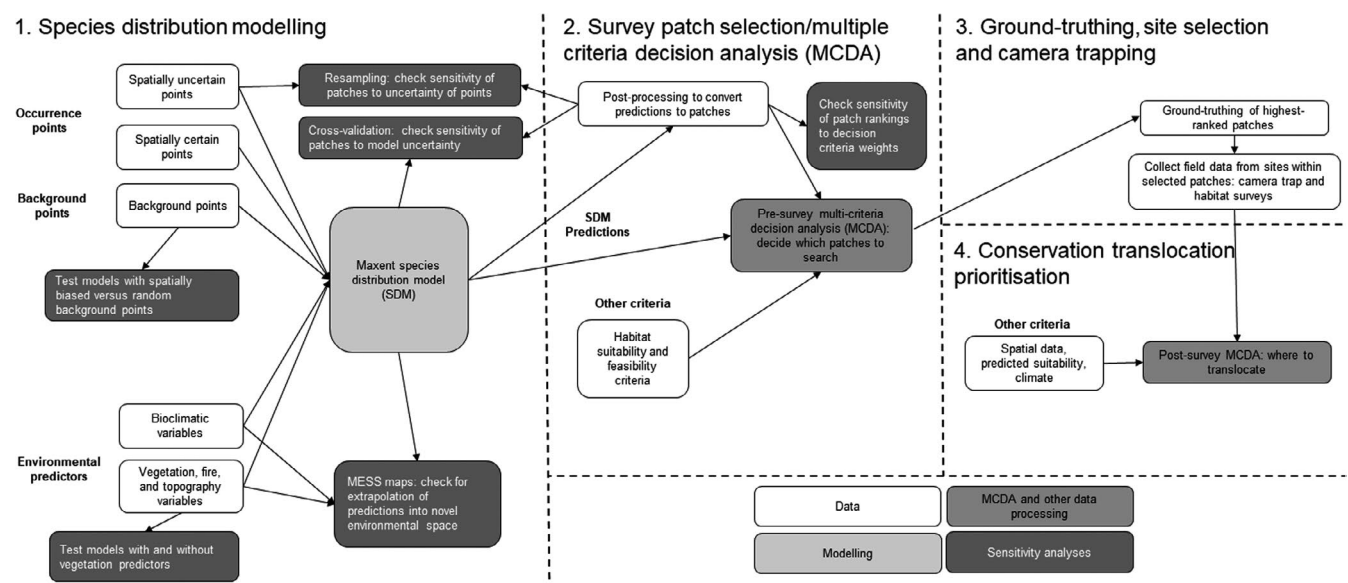 1. Species distribution modelling
Occurrence
points
Spatially uncertain
points
Spatially certain
points
Background
points
Background points
Test models with spatially
biased versus random
background points
Resampling: check sensitivity of
patches to uncertainty of points
Cross-validation: check sensitivity of
patches to model uncertainty
Maxent species
distribution model
(SDM)
Environmental
predictors
Bioclimatic
variables
Vegetation, fire,
and topography
variables
Test models with and without
vegetation predictors
MESS maps: check for
extrapolation of
predictions into novel
environmental space
2. Survey patch selection/multiple
criteria decision analysis (MCDA)
Post-processing to convert
predictions to patches
Check sensitivity
of patch rankings
to decision
criteria weights
SDM
Predictions
Pre-survey multi-criteria
decision analysis (MCDA):
decide which patches to
search
Other criteria
Habitat
suitability and
feasibility
criteria
3. Ground-truthing, site selection
and camera trapping
Ground-truthing of highest-
ranked patches
Collect field data from sites within
selected patches: camera trap and
habitat surveys
4. Conservation translocation
prioritisation
Other criteria
Spatial data,
predicted suitability,
climate
Post-survey MCDA: where to
translocate
Data
MCDA and other data
processing
Modelling
Sensitivity analyses